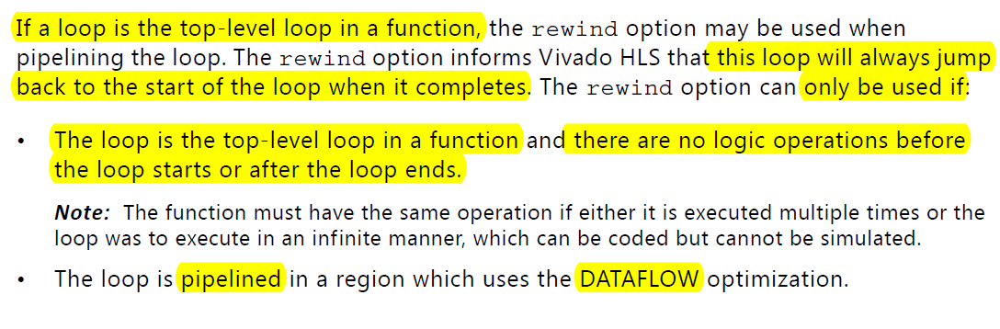 If a loop is the top-level loop in a function, the rewind option may be used when
pipelining the loop. The rewind option informs Vivado HLS that this loop will always jump
back to the start of the loop when it completes. The rewind option can only be used if:
• The loop is the top-level loop in a function and there are no logic operations before
the loop starts or after the loop ends.
Note: The function must have the same operation if either it is executed multiple times or the
loop was to execute in an infinite manner, which can be coded but cannot be simulated.
• The loop is pipelined in a region which uses the DATAFLOW optimization.